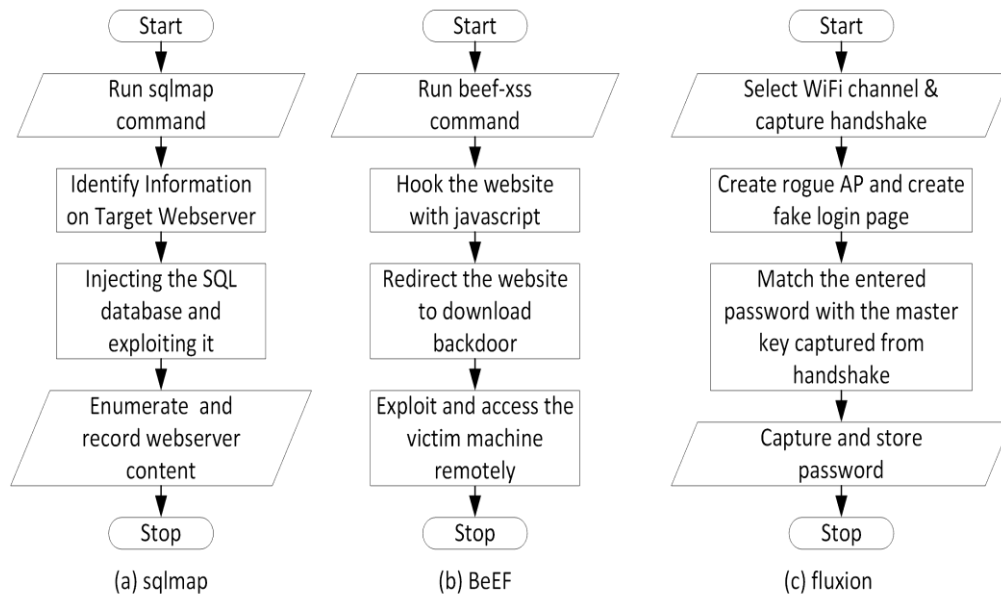 Start
Run sqlmap
command
Identify Information
on Target Webserver
Injecting the SQL
database and
exploiting it
Enumerate and
record webserver
content
Stop
(a) sqlmap
Start
Run beef-xss
command
Hook the website
with javascript
Redirect the website
to download
backdoor
Exploit and access the
victim machine
remotely
Stop
(b) BeEF
Start
Select WiFi channel &
capture handshake
Create rogue AP and create
fake login page
Match the entered
password with the master
key captured from
handshake
Capture and store
password
Stop
(c) fluxion